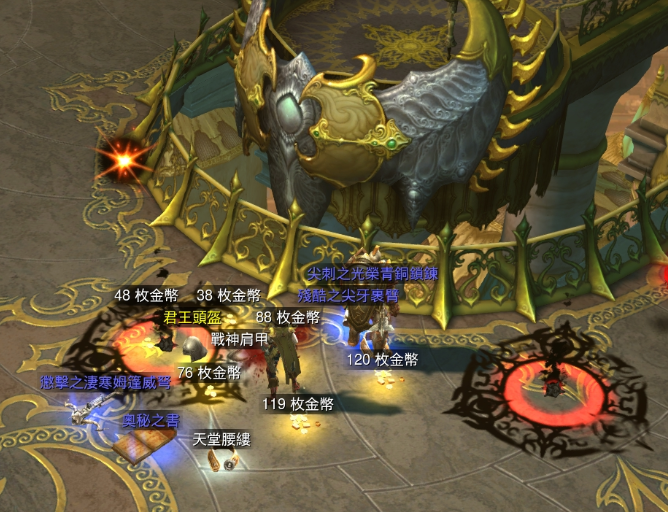 尖刺之光榮青銅鎖鍊
48 枚金幣
38 枚金幣
殘酷之尖牙裹臂
君王頭盔
88 枚金幣
戰神肩甲
120 枚金幣
76 枚金幣
懲擊之淒寒姆篷威弩
119 枚金幣
奧秘之書
天堂腰縷